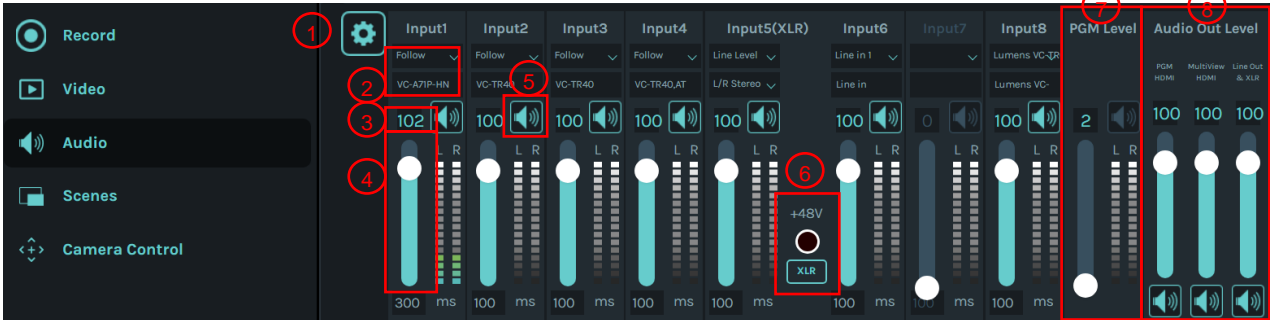 Record
Video
Audio
Scenes
Camera Control
1
2
3
4
5
6
7
8
Input1 Input2 Input3 Input4 Input5(XLR) Input6 Input7 Input8 PGM Level Audio Out Level
Follow Follow Follow Follow Line Level Line in 1 Lumens VC-TR
PGM HDMI MultiView HDMI Line Out & XLR
VC-A71P-HN VC-TR40 VC-TR40 VC-TR40,AT L/R Stereo Line in Lumens VC-
102 100 100 100 100 100 0 100 2 100 100 100
L R L R L R L R L R L R L R L R
+48V
XLR
300 ms 100 ms 100 ms 100 ms 100 ms 100 ms 100 ms